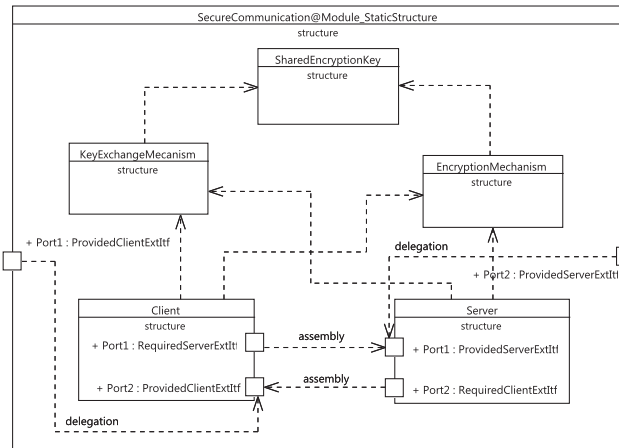 SecureCommunication@Module_StaticStructure
structure
SharedEncryptionKey
structure
KeyExchangeMecanism
structure
EncryptionMechanism
structure
+ Port1 : ProvidedClientExtItf
delegation
+ Port2 : ProvidedServerExtItf
Client
structure
Server
structure
+ Port1 : RequiredServerExtItf
assembly
+ Port1 : ProvidedServerExtItf
+ Port2 : ProvidedClientExtItf
assembly
+ Port2 : RequiredClientExtItf
delegation